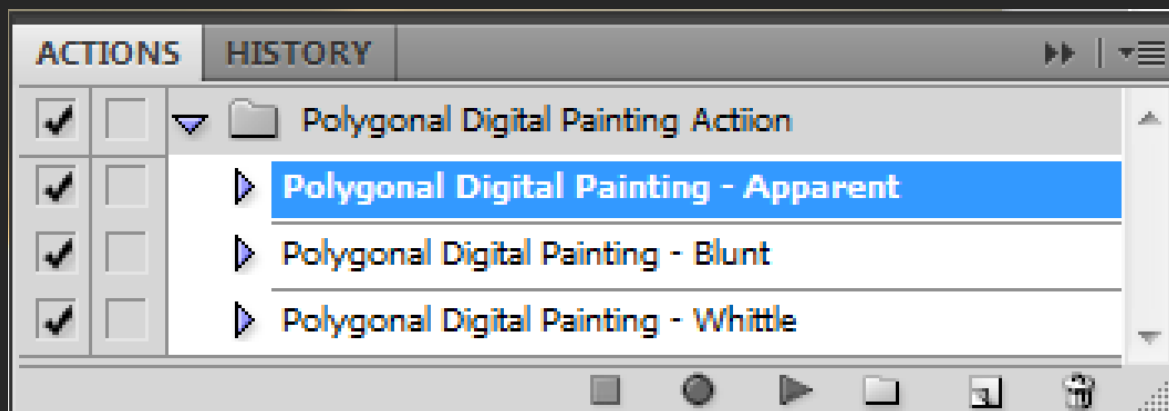 ACTIONS HISTORY
Polygonal Digital Painting Actiion
Polygonal Digital Painting - Apparent
Polygonal Digital Painting - Blunt
Polygonal Digital Painting - Whittle